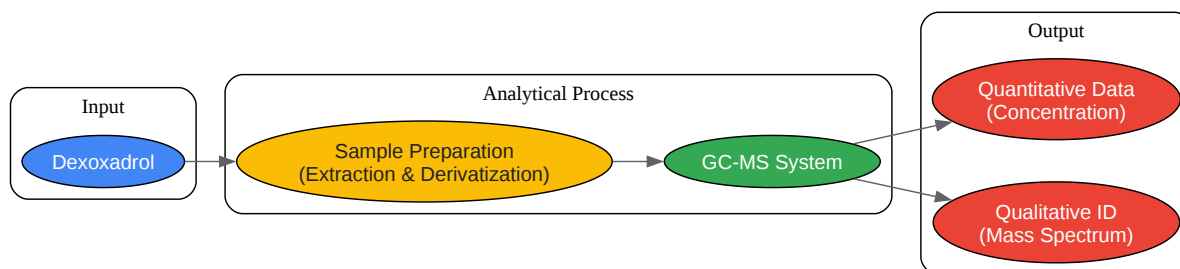 Input
Dexoxadrol
Analytical Process
Sample Preparation
(Extraction & Derivatization)
GC-MS System
Output
Quantitative Data
(Concentration)
Qualitative ID
(Mass Spectrum)